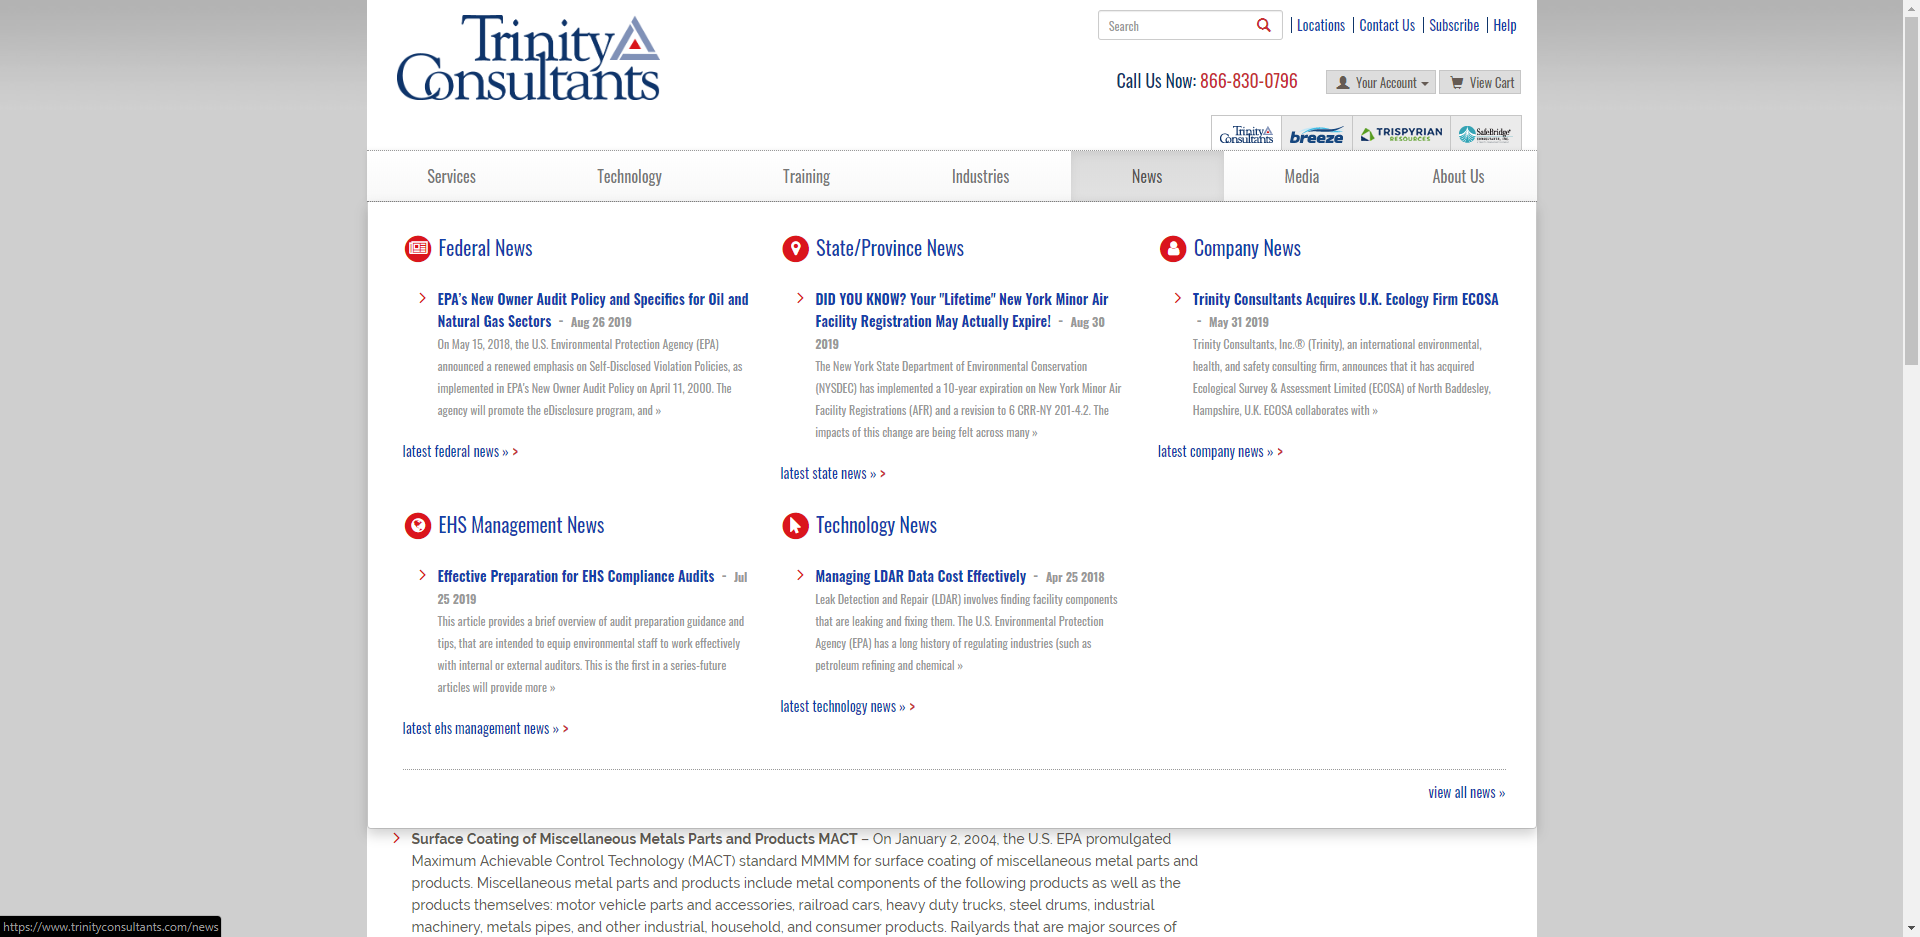 Trinity
Consultants
Search
Locations
Contact Us
Subscribe
Help
Call Us Now: 866-830-0796
Your Account
View Cart
Trinity
Consultants
breeze
TRISPYRIAN
RESOURCES
SafeBridge
Services
Technology
Training
Industries
News
Media
About Us
Federal News
EPA's New Owner Audit Policy and Specifics for Oil and
Natural Gas Sectors - Aug 26 2019
On May 15, 2018, the U.S. Environmental Protection Agency (EPA)
announced a renewed emphasis on Self-Disclosed Violation Policies, as
implemented in EPA's New Owner Audit Policy on April 11, 2000. The
agency will promote the eDisclosure program, and »
latest federal news » >
State/Province News
DID YOU KNOW? Your "Lifetime" New York Minor Air
Facility Registration May Actually Expire! - Aug 30
2019
The New York State Department of Environmental Conservation
(NYSDEC) has implemented a 10-year expiration on New York Minor Air
Facility Registrations (AFR) and a revision to 6 CRR-NY 201-4.2. The
impacts of this change are being felt across many »
latest state news » >
Company News
Trinity Consultants Acquires U.K. Ecology Firm ECOSA
- May 31 2019
Trinity Consultants, Inc.® (Trinity), an international environmental,
health, and safety consulting firm, announces that it has acquired
Ecological Survey & Assessment Limited (ECOSA) of North Baddesley,
Hampshire, U.K. ECOSA collaborates with »
latest company news » >
EHS Management News
Effective Preparation for EHS Compliance Audits - Jul
25 2019
This article provides a brief overview of audit preparation guidance and
tips, that are intended to equip environmental staff to work effectively
with internal or external auditors. This is the first in a series-future
articles will provide more »
latest ehs management news » >
Technology News
Managing LDAR Data Cost Effectively - Apr 25 2018
Leak Detection and Repair (LDAR) involves finding facility components
that are leaking and fixing them. The U.S. Environmental Protection
Agency (EPA) has a long history of regulating industries (such as
petroleum refining and chemical »
latest technology news » >
view all news »
Surface Coating of Miscellaneous Metals Parts and Products MACT – On January 2, 2004, the U.S. EPA promulgated
Maximum Achievable Control Technology (MACT) standard MMMM for surface coating of miscellaneous metal parts and
products. Miscellaneous metal parts and products include metal components of the following products as well as the
products themselves: motor vehicle parts and accessories, railroad cars, heavy duty trucks, steel drums, industrial
machinery, metals pipes, and other industrial, household, and consumer products. Railyards that are major sources of
https://www.trinityconsultants.com/news